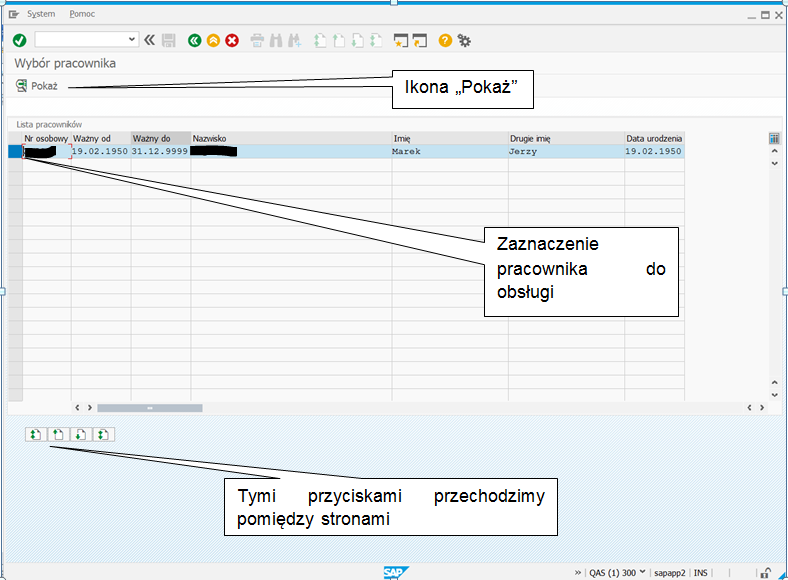 System Pomoc
Wybór pracownika
Pokaż
Ikona „Pokaż”
Lista pracowników
Nr osobowy Ważny od Ważny do Nazwisko Imię Drugie imię Data urodzenia
19.02.1950 31.12.9999 Marek Jerzy 19.02.1950
Zaznaczenie
pracownika do
obsługi
Tymi przyciskami przechodzimy
pomiędzy stronami
SAP
» QAS (1) 300 sapapp2 INS